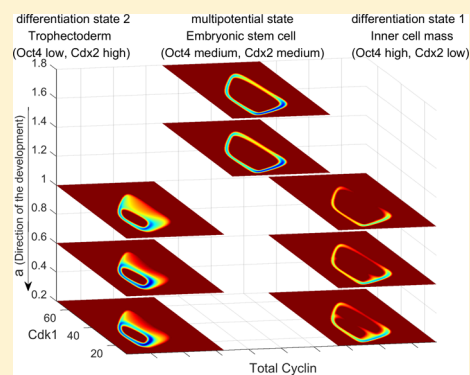 differentiation state 2
Trophectoderm
(Oct4 low, Cdx2 high)
multipotential state
Embryonic stem cell
(Oct4 medium, Cdx2 medium)
differentiation state 1
Inner cell mass
(Oct4 high, Cdx2 low)
1.8
1.6
1.4
1.2
1
0.8
0.6
0.4
0.2
a (Direction of the development)
60
40
20
Cdk1
Total Cyclin